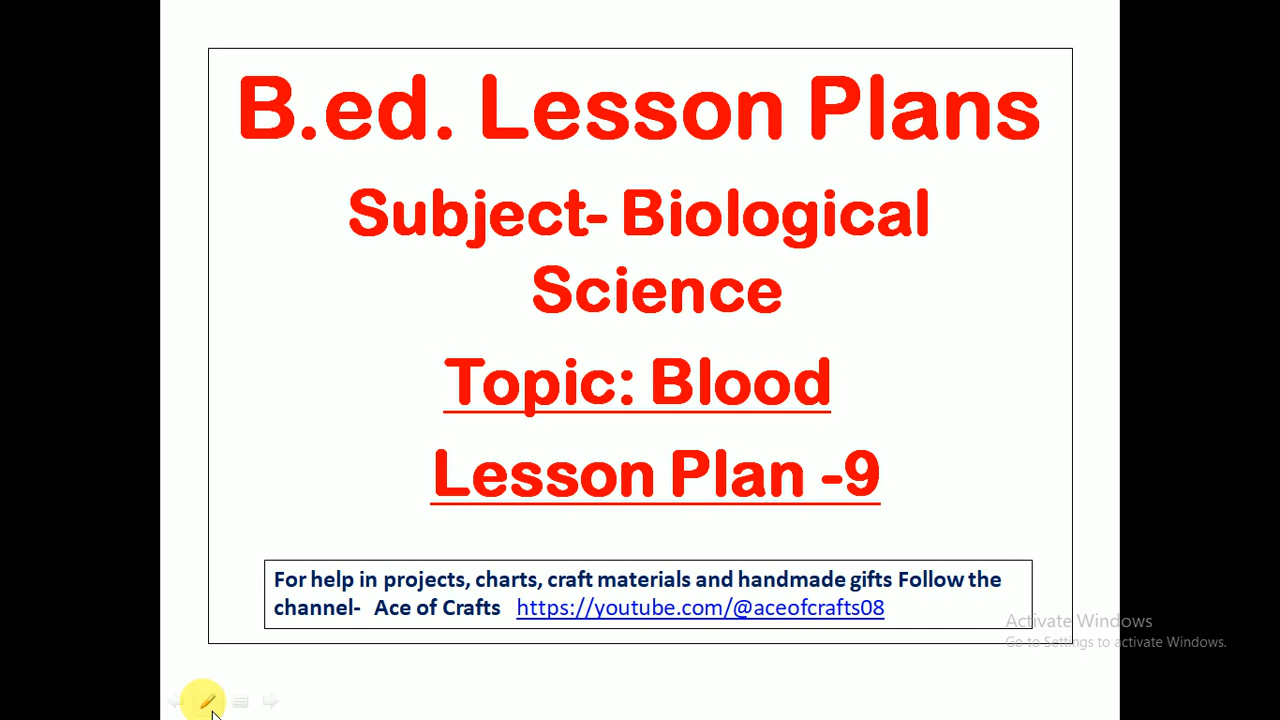 B.ed. Lesson Plans
Subject- Biological
Science
Topic: Blood
Lesson Plan -9
For help in projects, charts, craft materials and handmade gifts Follow the
channel- Ace of Crafts https://youtube.com/@aceofcrafts08
Activate Windows
Go to Settings to activate Windows.